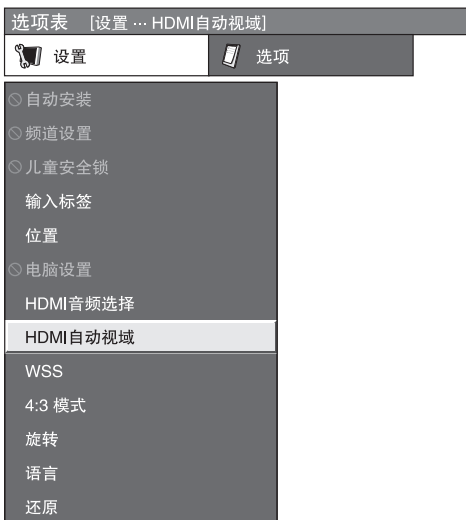 选项表 [设置 ··· HDMI自动视域]
设置 选项
自动安装
频道设置
儿童安全锁
输入标签
位置
电脑设置
HDMI音频选择
HDMI自动视域
WSS
4:3 模式
旋转
语言
还原